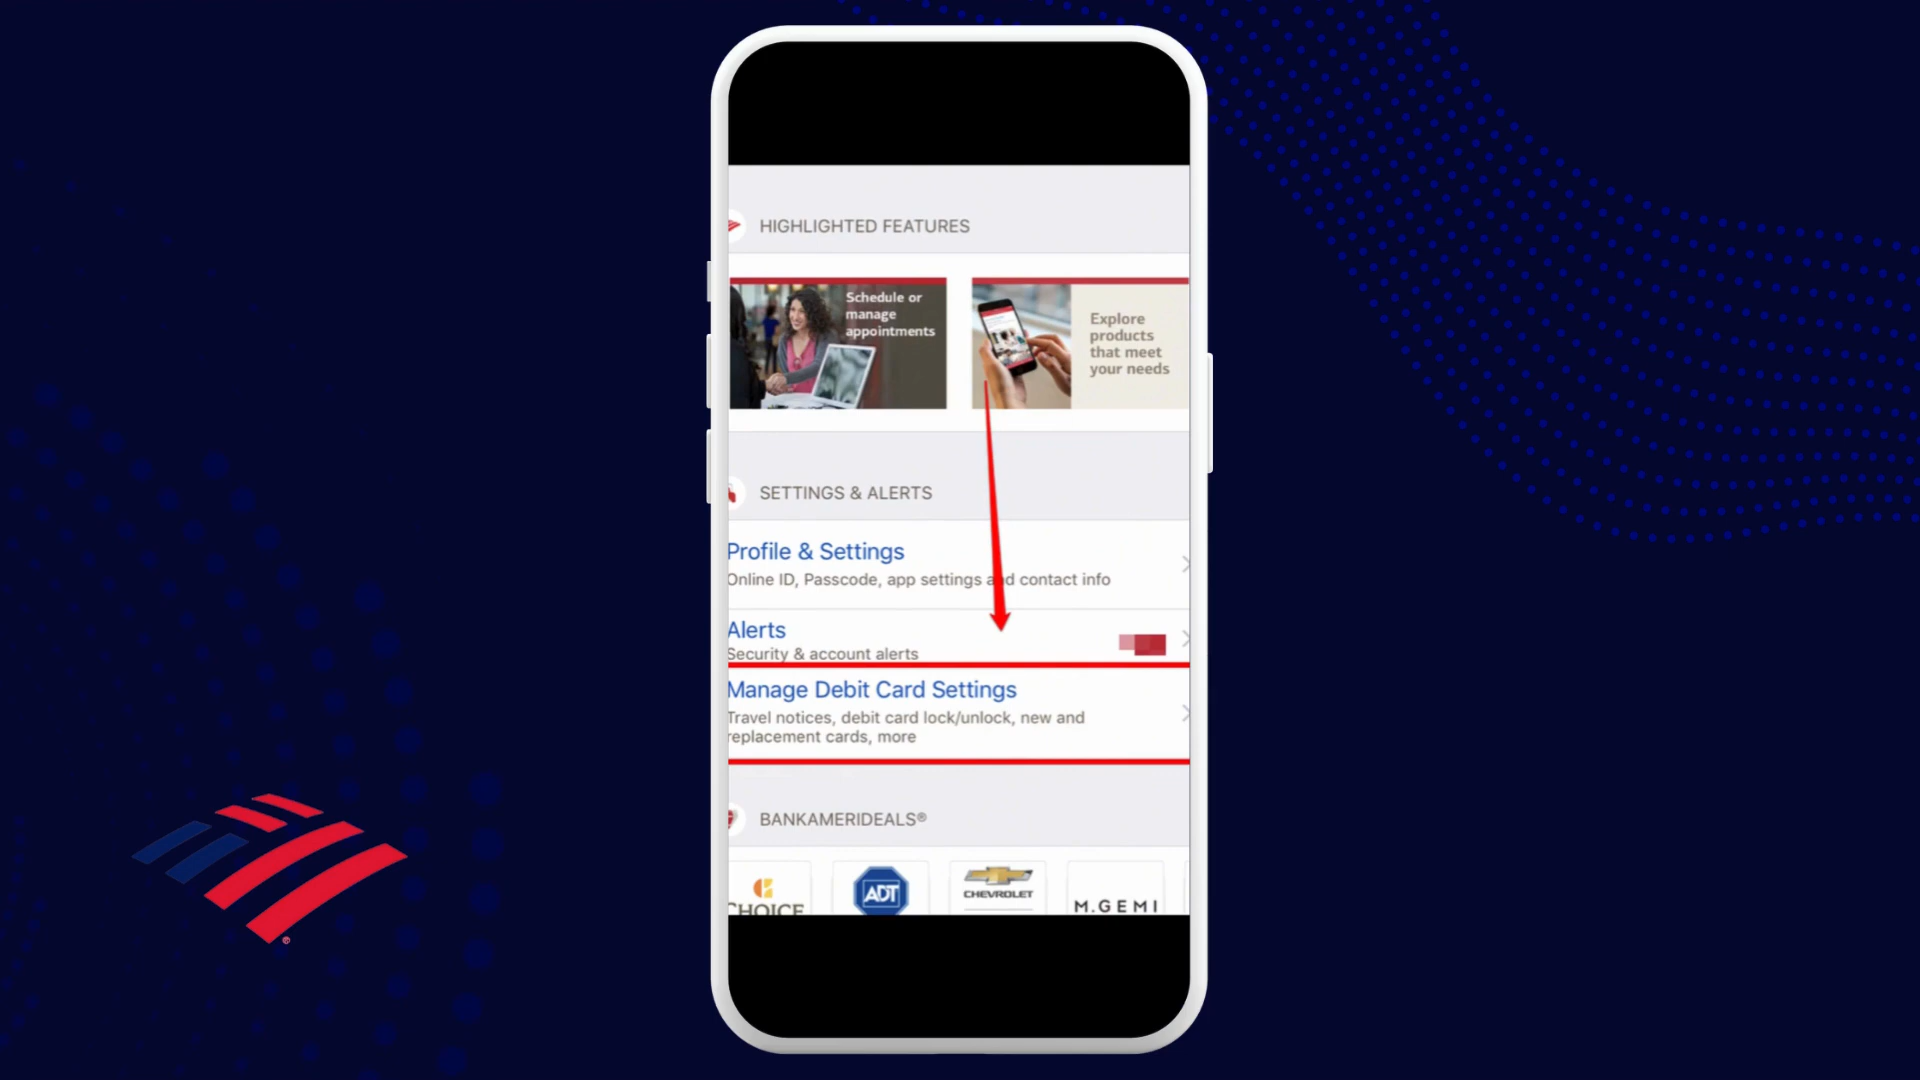 HIGHLIGHTED FEATURES
Schedule or
manage
appointments
Explore
products
that meet
your needs
SETTINGS & ALERTS
Profile & Settings
Online ID, Passcode, app settings and contact info
Alerts
Security & account alerts
Manage Debit Card Settings
Travel notices, debit card lock/unlock, new and
replacement cards, more
BANKAMERIDEALS®
CHOICE
ADT
CHEVROLET
M.GEMI
®